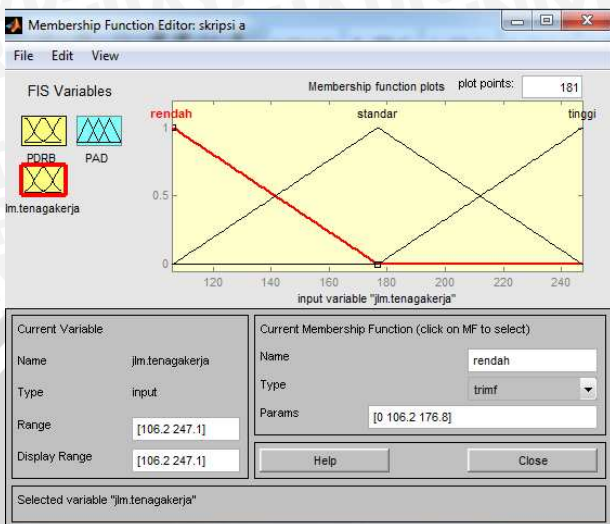 Membership Function Editor: skripsi a
File Edit View
FIS Variables
PDRB PAD
lm.tenagakerja
Membership function plots plot points: 181
rendah standar tinggi
1
0.5
0
120 140 160 180 200 220 240
input variable "jlm.tenagakerja"
Current Variable
Name jlm.tenagakerja
Type input
Range [106.2 247.1]
Display Range [106.2 247.1]
Current Membership Function (click on MF to select)
Name rendah
Type trimf
Params [0 106.2 176.8]
Help Close
Selected variable "jlm.tenagakerja"